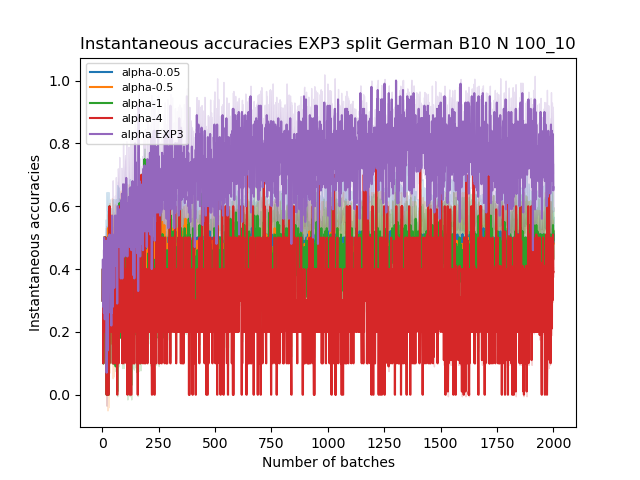 Instantaneous accuracies EXP3 split German B10 N 100_10
alpha-0.05
alpha-0.5
alpha-1
alpha-4
alpha EXP3
1.0
0.8
0.6
0.4
0.2
0.0
Instantaneous accuracies
0 250 500 750 1000 1250 1500 1750 2000
Number of batches